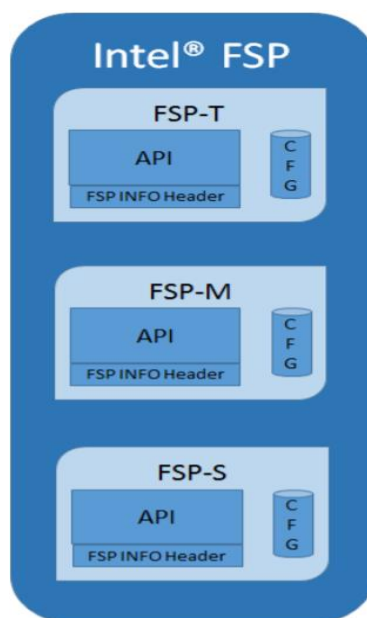 Intel® FSP
FSP-T
API
FSP INFO Header
C
F
G
FSP-M
API
FSP INFO Header
C
F
G
FSP-S
API
FSP INFO Header
C
F
G